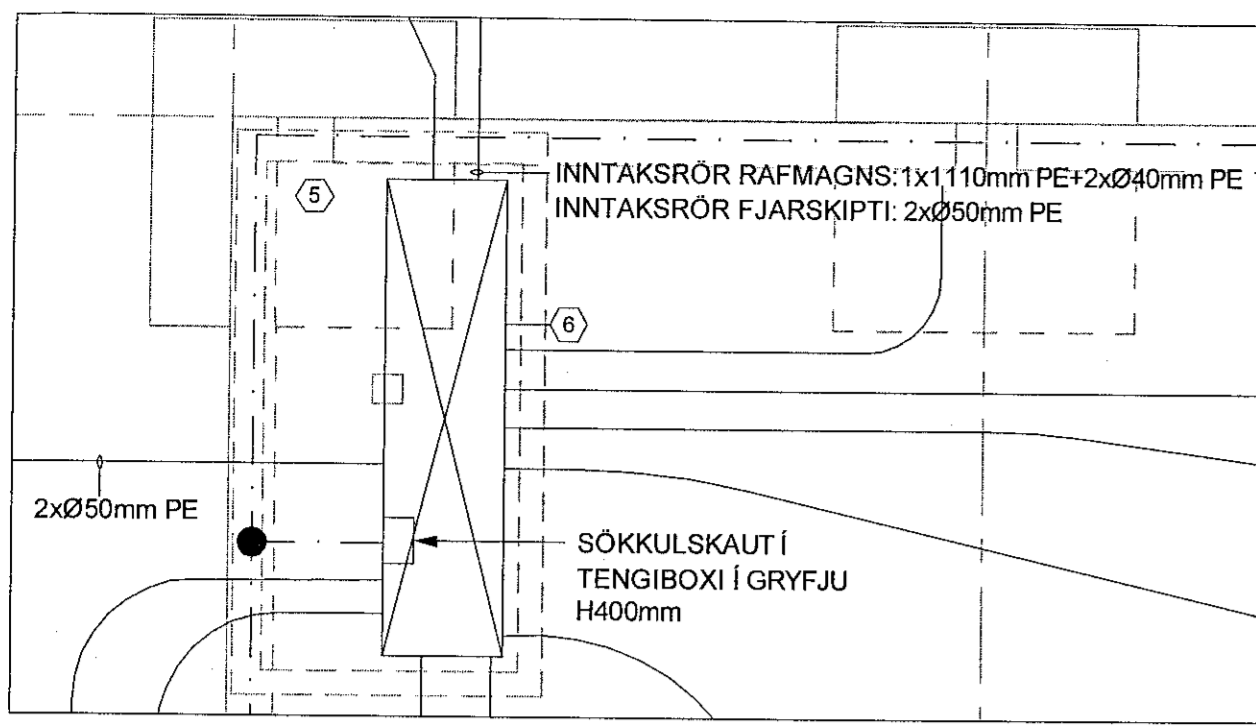 INNTAKSRÖR RAFMAGNS: 1x1110mm PE+2xØ40mm PE
INNTAKSRÖR FJARSKIPTI: 2xØ50mm PE
5
6
2xØ50mm PE
SÖKKULSKAUT Í
TENGIBOXI Í GRYFJU
H400mm